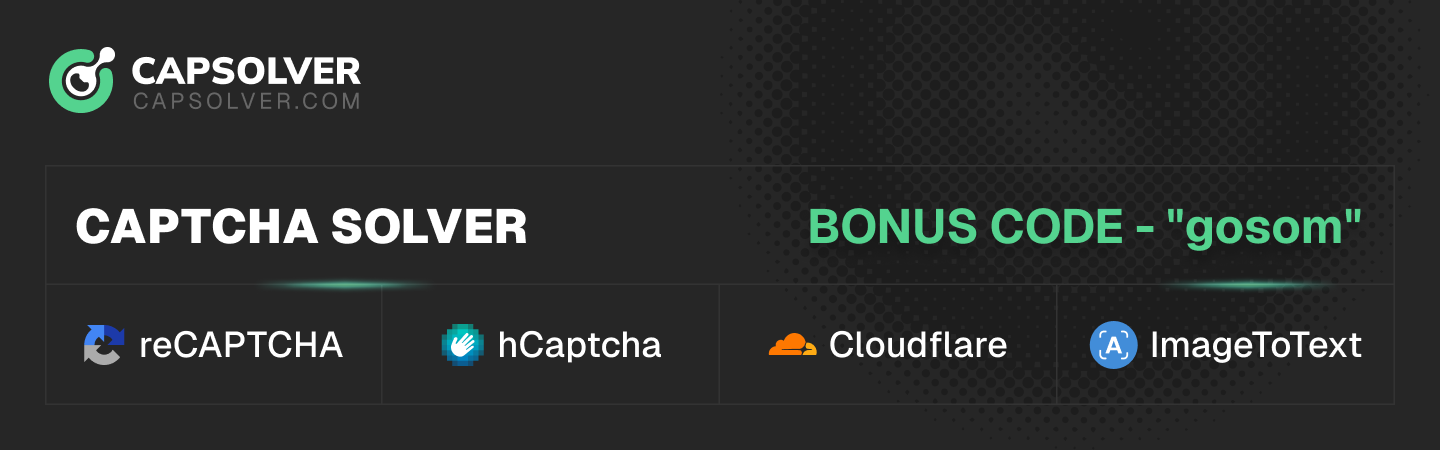 CAPSOLVER
CAPSOLVER.COM
CAPTCHA SOLVER
BONUS CODE - "gosom"
reCAPTCHA
hCaptcha
Cloudflare
A
ImageToText